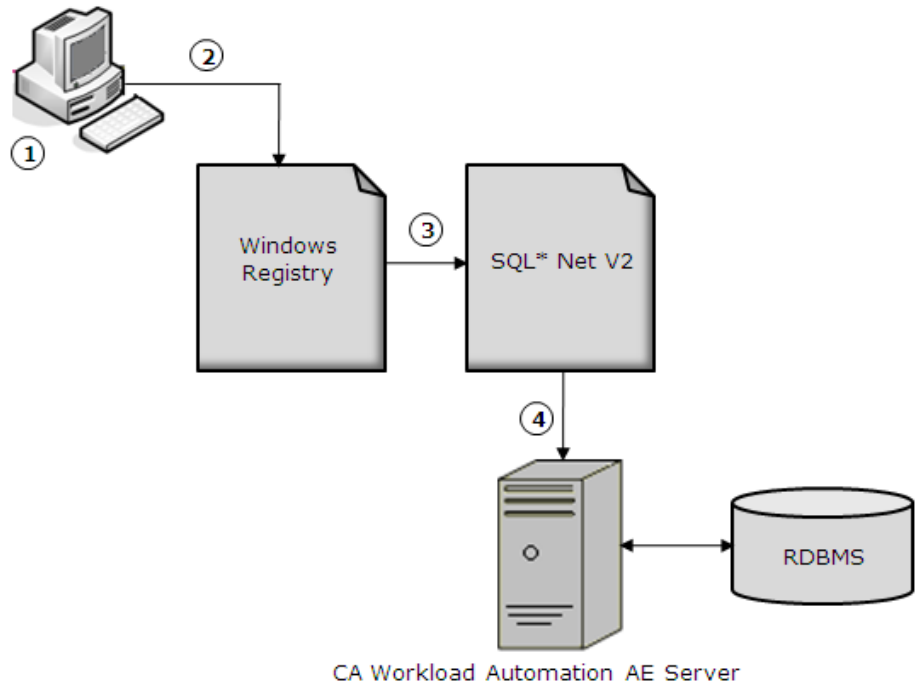 2
1
Windows
Registry
3
SQL* Net V2
4
RDBMS
CA Workload Automation AE Server